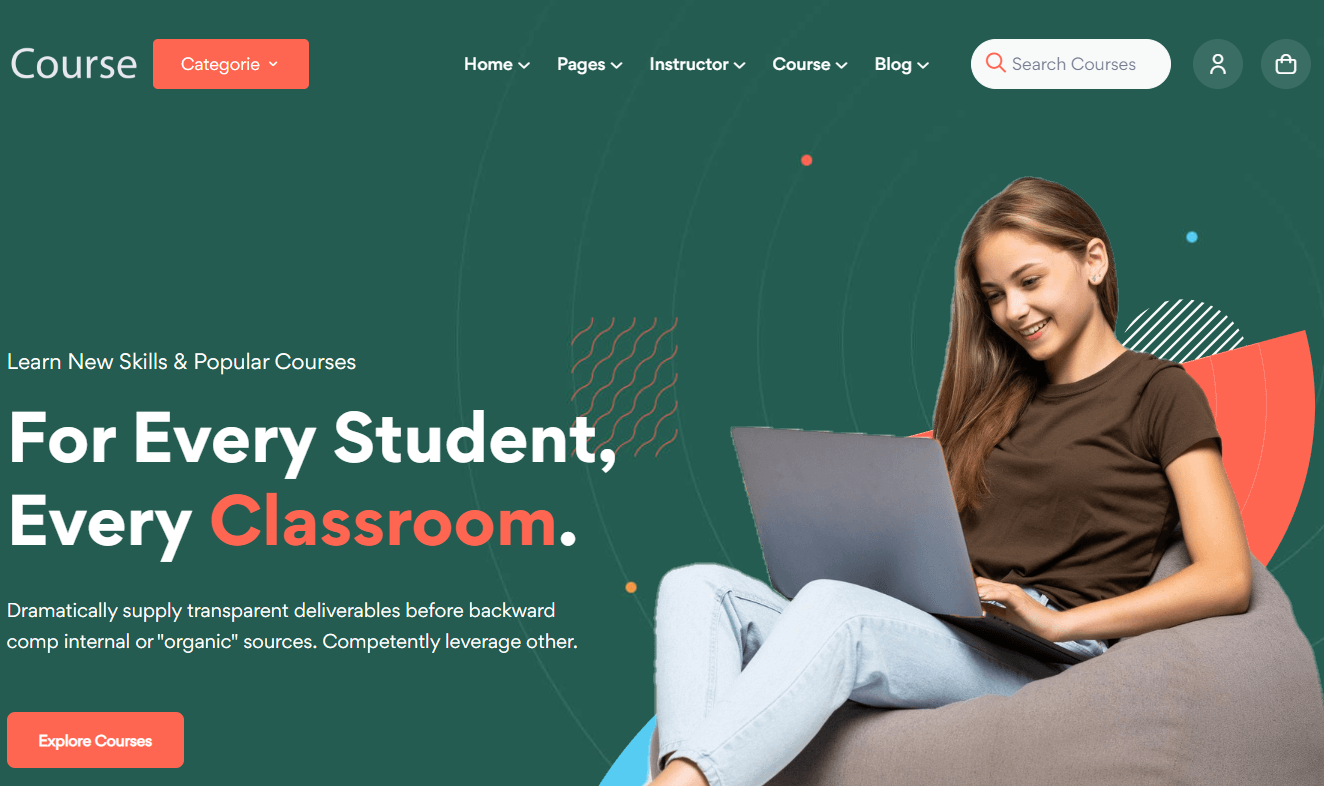 Course
Categorie
Home
Pages
Instructor
Course
Blog
Search Courses
Learn New Skills & Popular Courses
For Every Student,
Every Classroom.
Dramatically supply transparent deliverables before backward
comp internal or "organic" sources. Competently leverage other.
Explore Courses